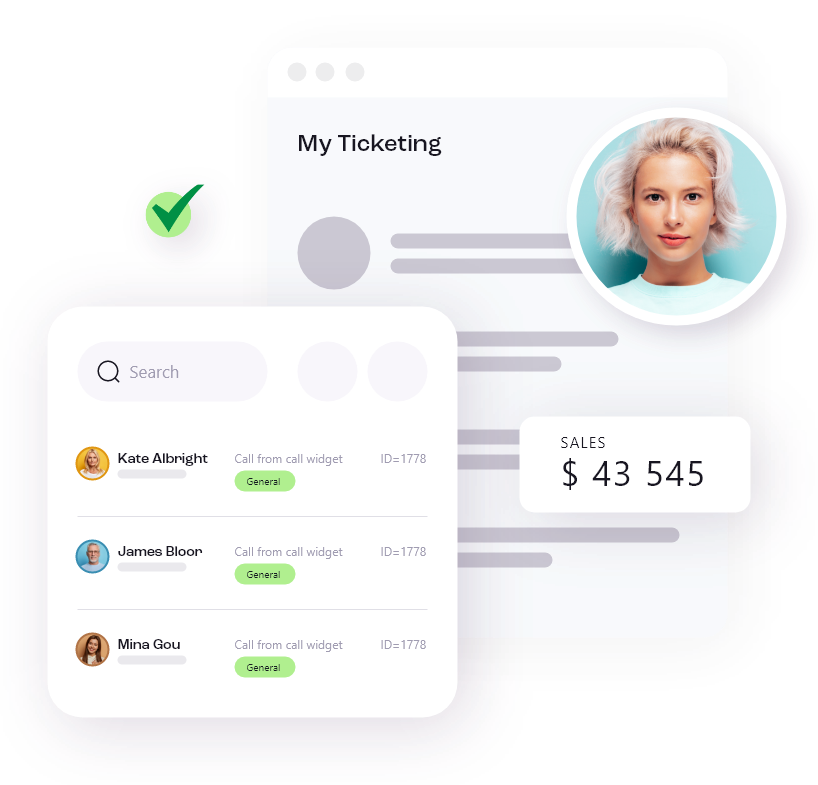 My Ticketing
Search
Kate Albright Call from call widget ID=1778
General
James Bloor Call from call widget ID=1778
General
Mina Gou Call from call widget ID=1778
General
SALES
$ 43 545